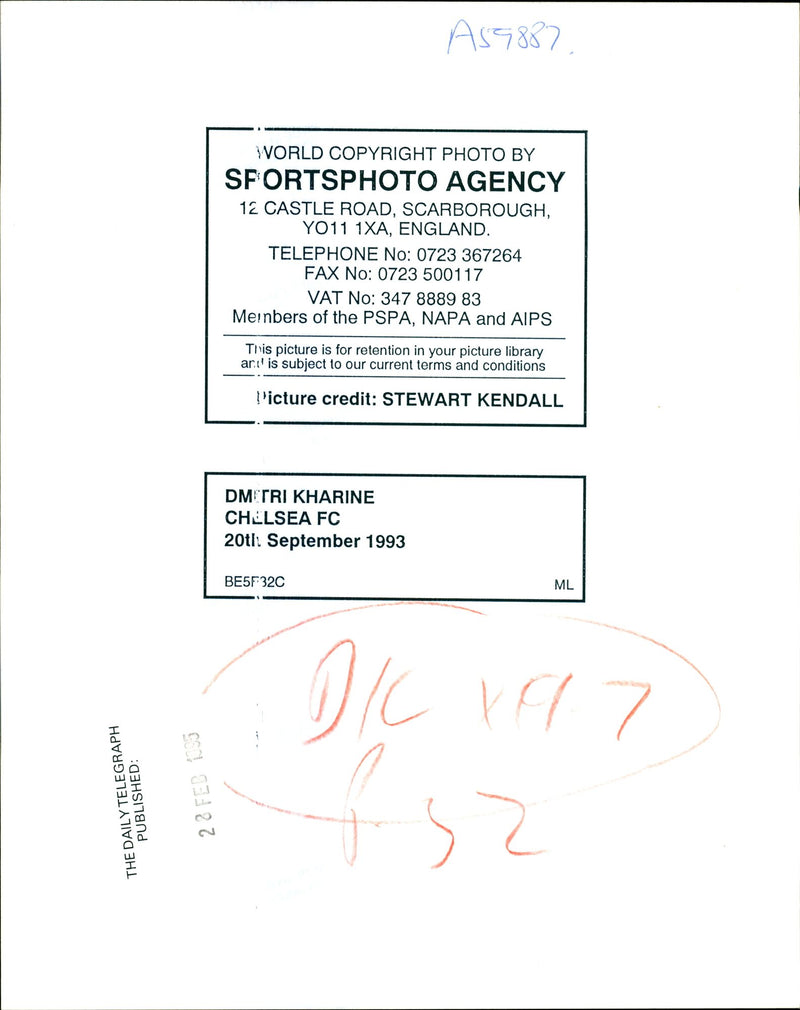 A59887
WORLD COPYRIGHT PHOTO BY
SPORTSPHOTO AGENCY
12 CASTLE ROAD, SCARBOROUGH,
YO11 1XA, ENGLAND.
TELEPHONE No: 0723 367264
FAX No: 0723 500117
VAT No: 347 8889 83
Members of the PSPA, NAPA and AIPS
This picture is for retention in your picture library
and is subject to our current terms and conditions
Picture credit: STEWART KENDALL
DMITRI KHARINE
CHELSEA FC
20th September 1993
BE5F32C ML
D/C
P 32
THE DAILY TELEGRAPH
PUBLISHED:
28 FEB 1995